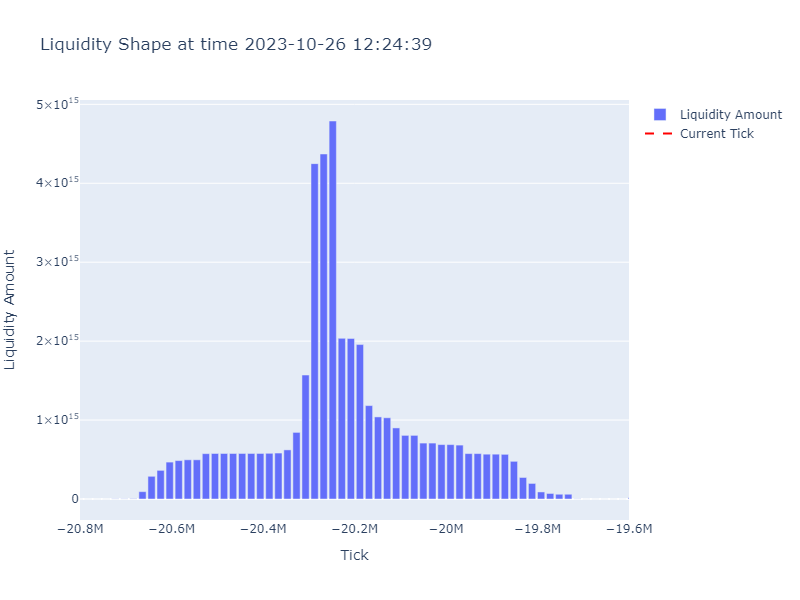 Liquidity Shape at time 2023-10-26 12:24:39
Liquidity Amount
Current Tick
5×10¹⁵
4×10¹⁵
3×10¹⁵
2×10¹⁵
1×10¹⁵
0
Liquidity Amount
−20.8M
−20.6M
−20.4M
−20.2M
−20M
−19.8M
−19.6M
Tick